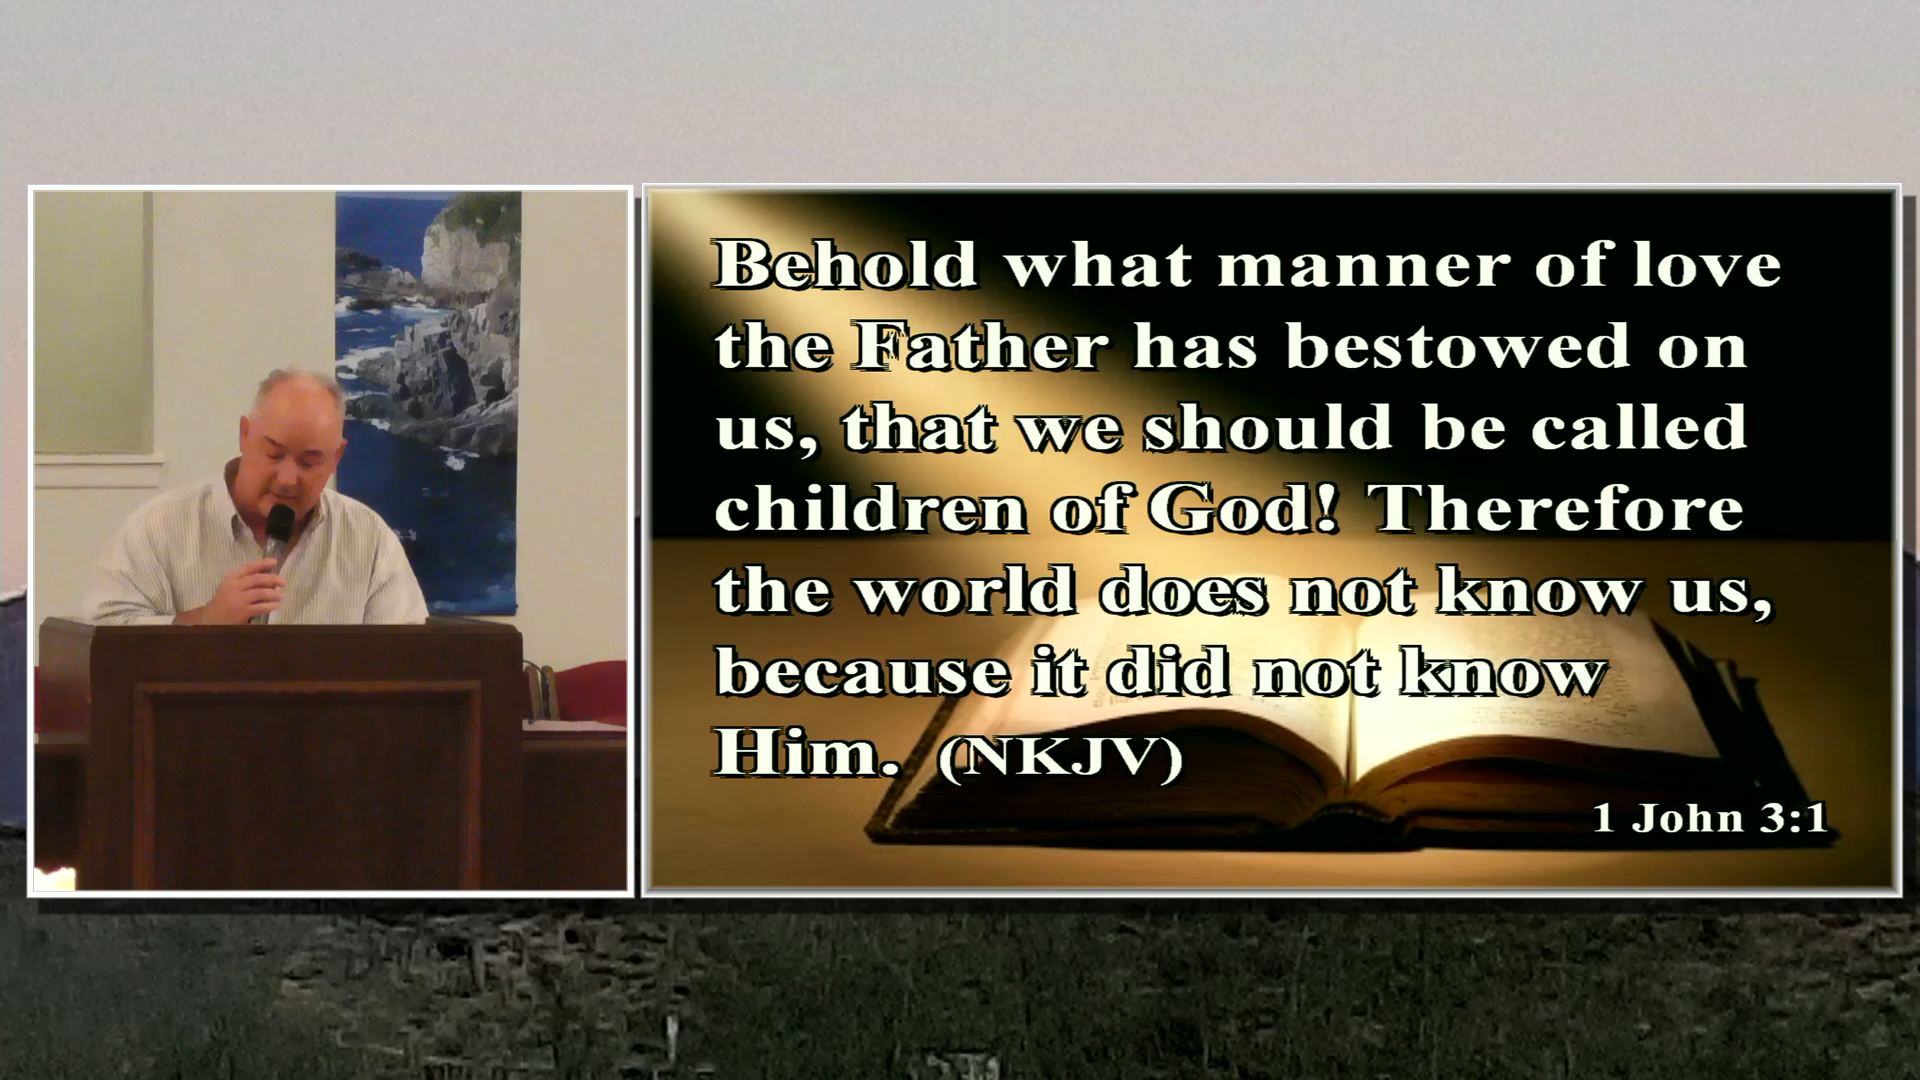 Behold what manner of love
the Father has bestowed on
us, that we should be called
children of God! Therefore
the world does not know us,
because it did not know
Him. (NKJV)
1 John 3:1